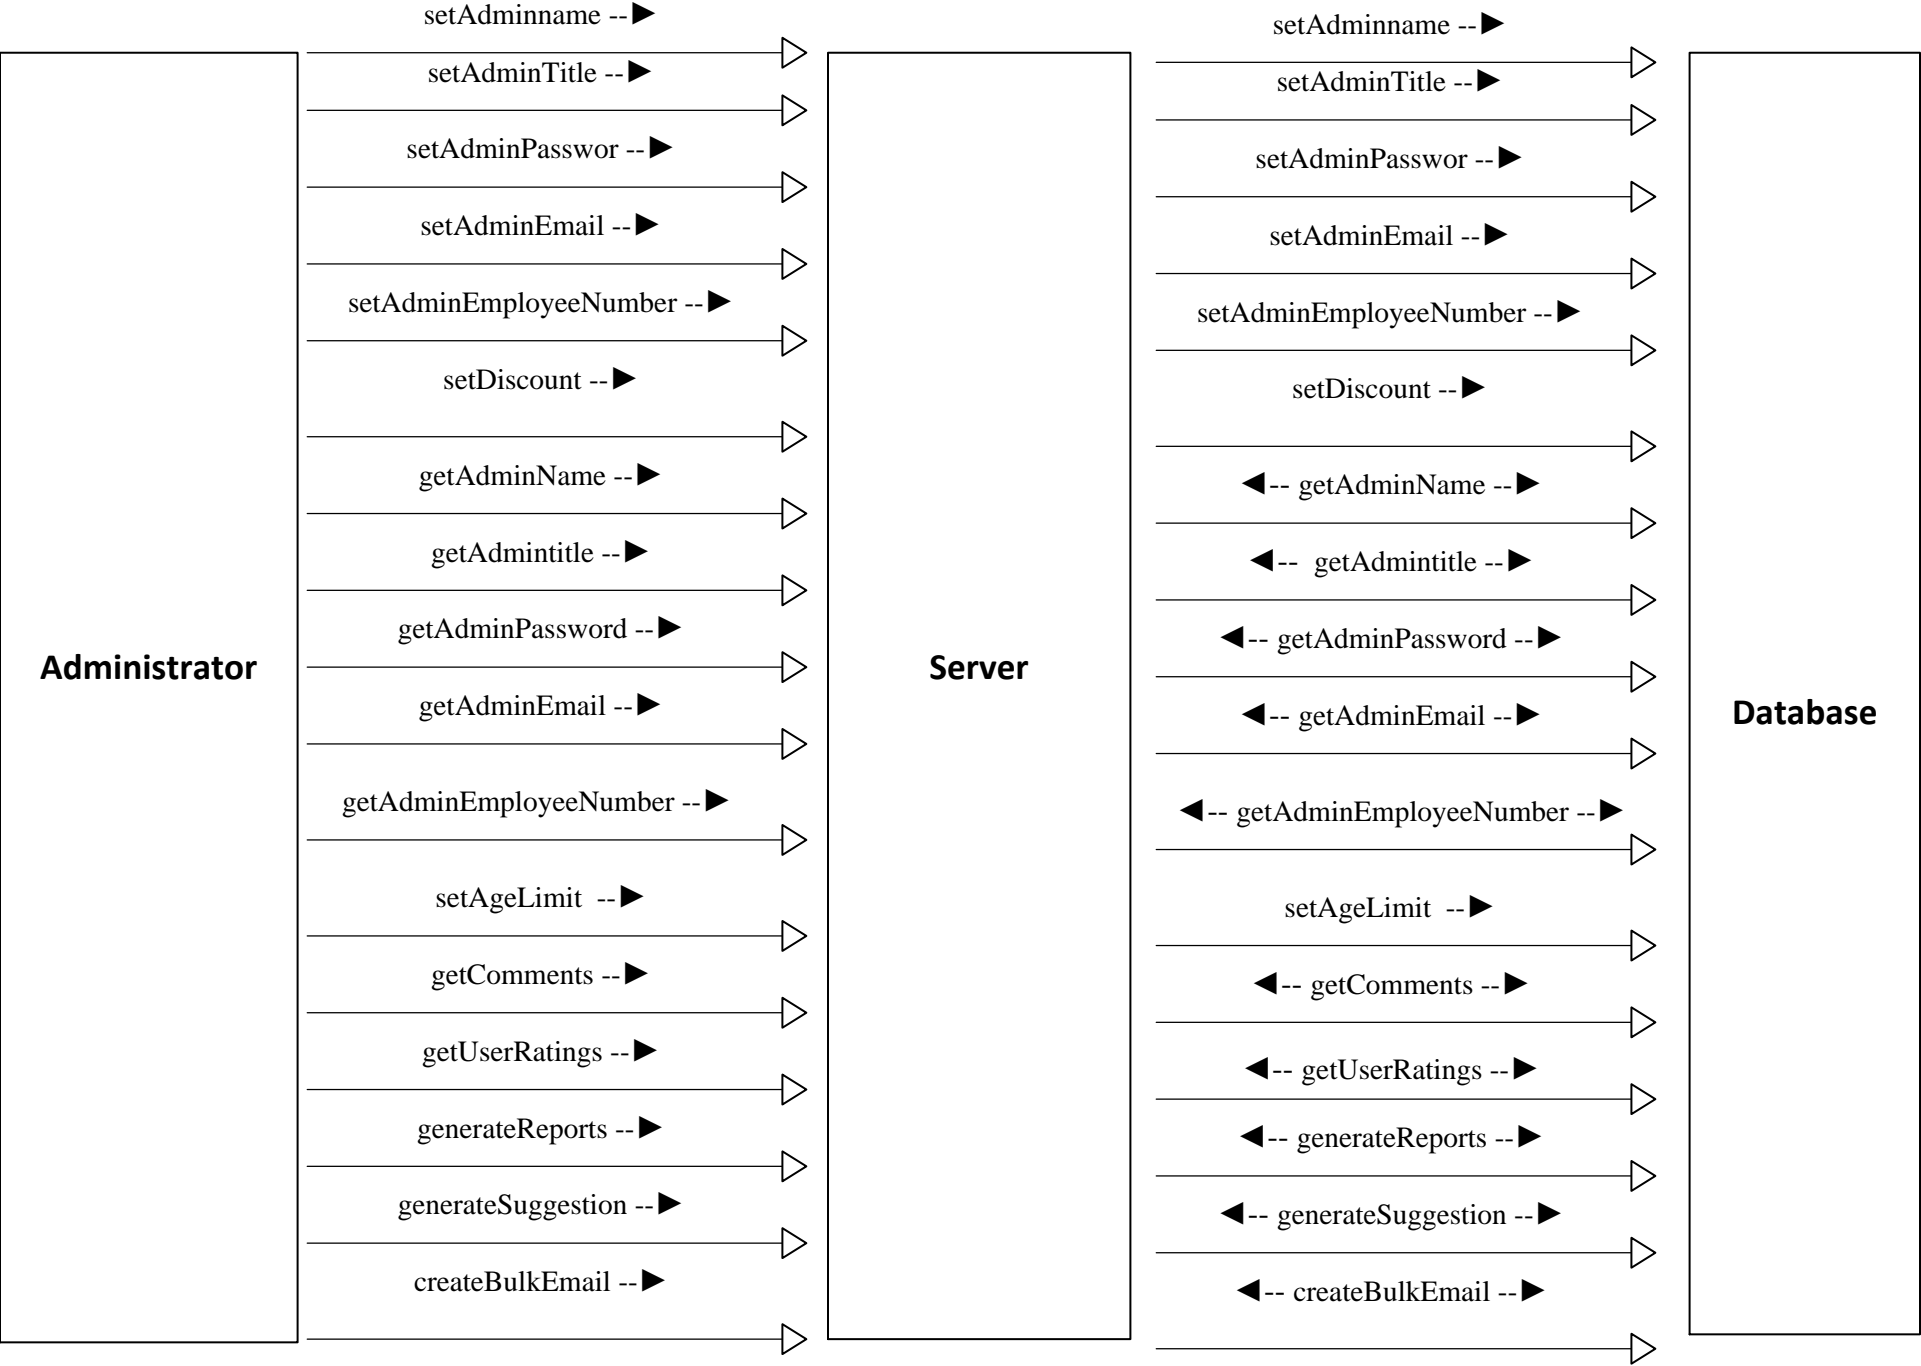 setAdminname --►
setAdminname --►
setAdminTitle --►
setAdminTitle --►
setAdminPasswor --►
setAdminPasswor --►
setAdminEmail --►
setAdminEmail --►
setAdminEmployeeNumber --►
setAdminEmployeeNumber --►
setDiscount --►
setDiscount --►
getAdminName --►
◄-- getAdminName --►
getAdmintitle --►
◄--  getAdmintitle --►
getAdminPassword --►
◄-- getAdminPassword --►
Administrator
Server
getAdminEmail --►
◄-- getAdminEmail --►
Database
getAdminEmployeeNumber --►
◄-- getAdminEmployeeNumber --►
setAgeLimit  --►
setAgeLimit  --►
getComments --►
◄-- getComments --►
getUserRatings --►
◄-- getUserRatings --►
generateReports --►
◄-- generateReports --►
generateSuggestion --►
◄-- generateSuggestion --►
createBulkEmail --►
◄-- createBulkEmail --►